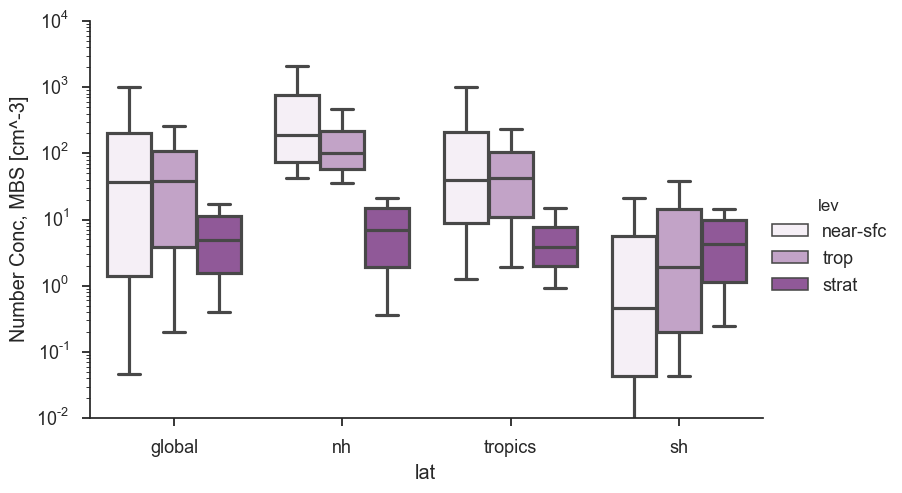 Number Conc, MBS [cm^-3]
10^4
10^3
10^2
10^1
10^0
10^-1
10^-2
global nh tropics sh
lat
lev
near-sfc
trop
strat